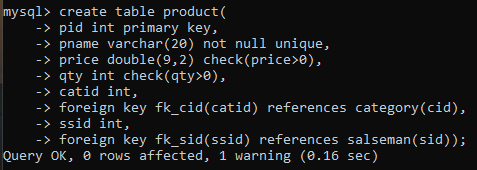 mysql> create table product(
    -> pid int primary key,
    -> pname varchar(20) not null unique,
    -> price double(9,2) check(price>0),
    -> qty int check(qty>0),
    -> catid int,
    -> foreign key fk_cid(catid) references category(cid),
    -> ssid int,
    -> foreign key fk_sid(ssid) references salseman(sid));
Query OK, 0 rows affected, 1 warning (0.16 sec)